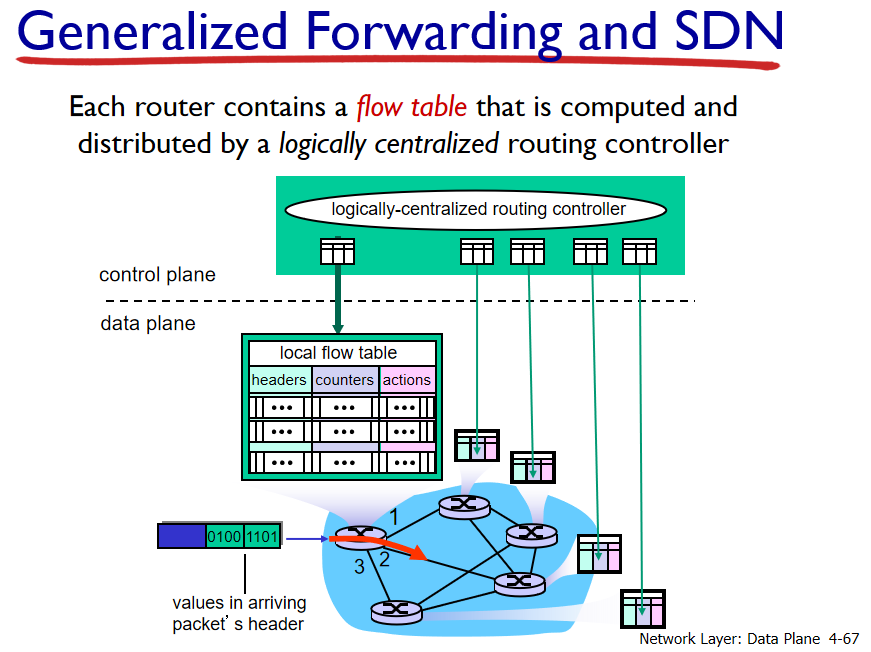 Generalized Forwarding and SDN
Each router contains a flow table that is computed and
distributed by a logically centralized routing controller
logically-centralized routing controller
control plane
data plane
local flow table
headers counters actions
1
0100 1101
2
3
values in arriving
packet’ s header
Network Layer: Data Plane 4-67